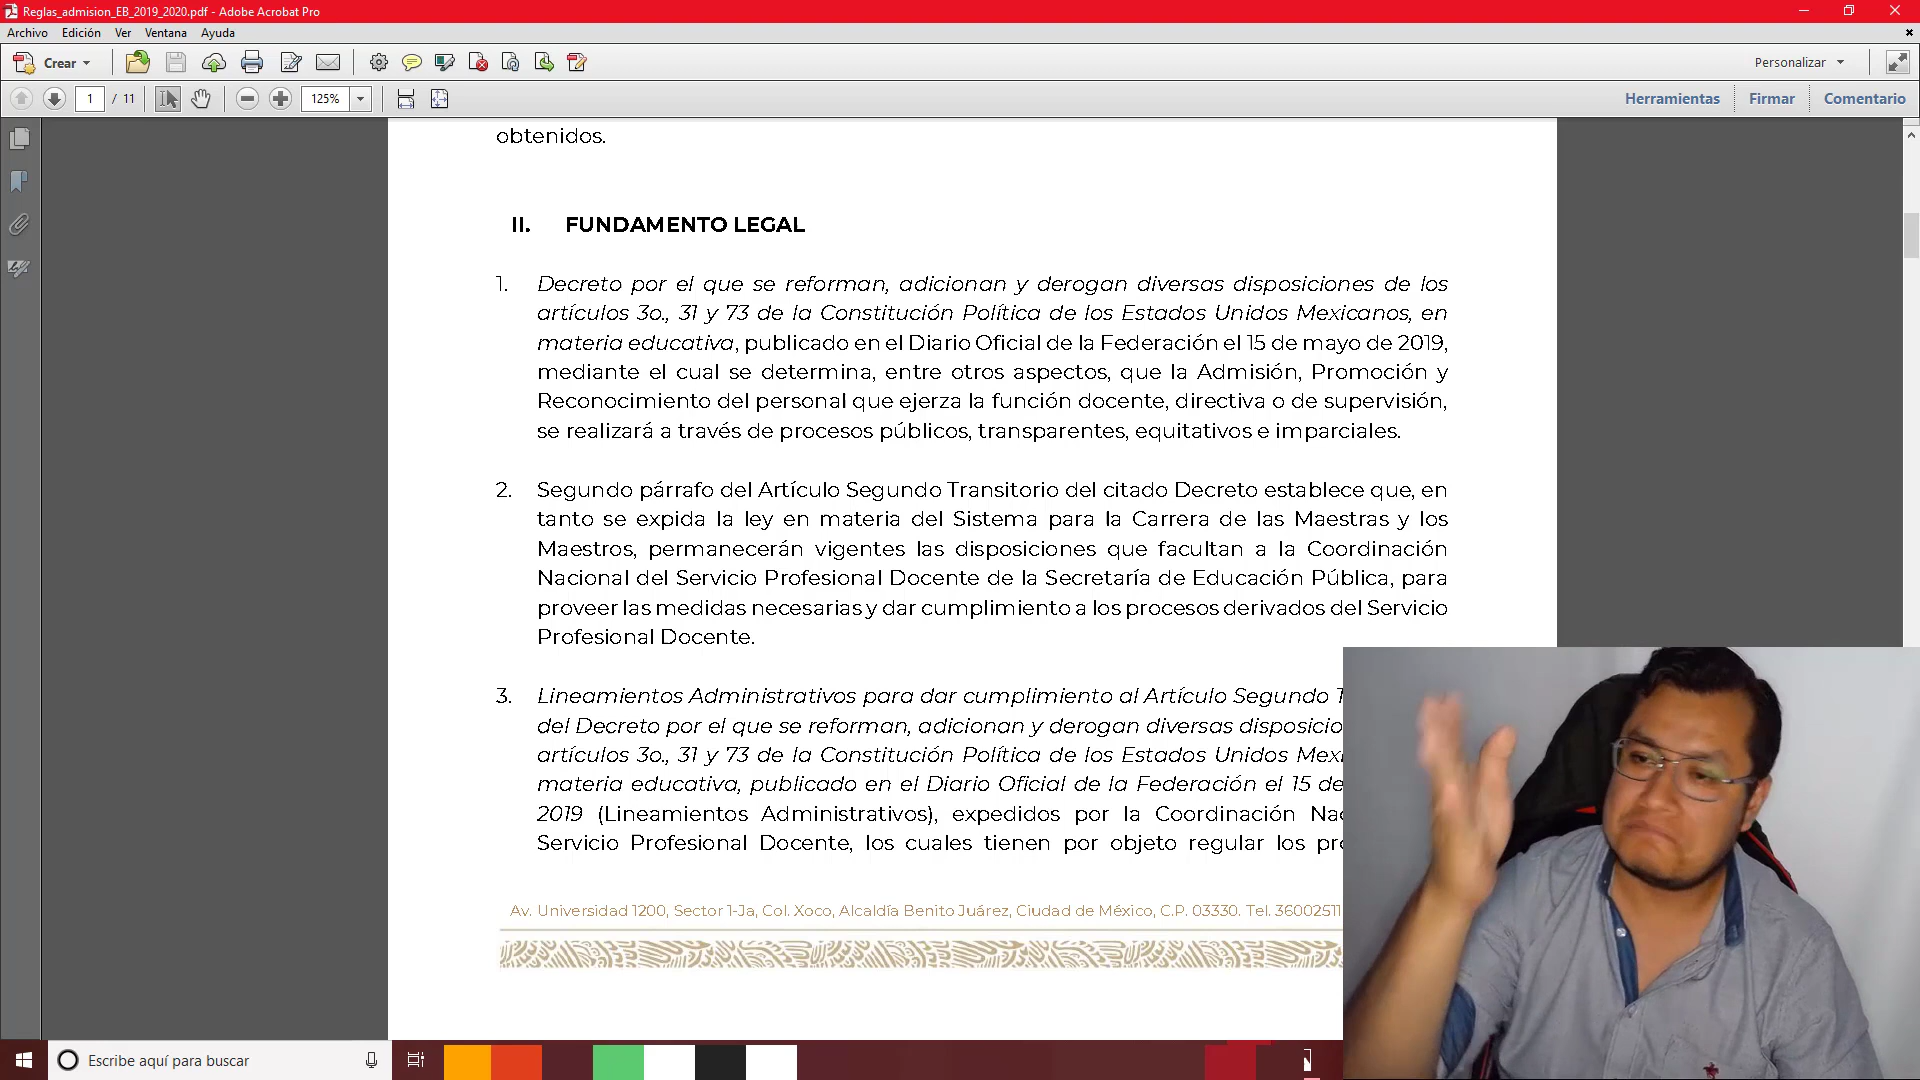 Reglas_admision_EB_2019_2020.pdf - Adobe Acrobat Pro
Archivo Edición Ver Ventana Ayuda
Crear Personalizar
1 / 11 125% Herramientas Firmar Comentario
obtenidos.
II. FUNDAMENTO LEGAL
1. Decreto por el que se reforman, adicionan y derogan diversas disposiciones de los
artículos 3o., 31 y 73 de la Constitución Política de los Estados Unidos Mexicanos, en
materia educativa, publicado en el Diario Oficial de la Federación el 15 de mayo de 2019,
mediante el cual se determina, entre otros aspectos, que la Admisión, Promoción y
Reconocimiento del personal que ejerza la función docente, directiva o de supervisión,
se realizará a través de procesos públicos, transparentes, equitativos e imparciales.
2. Segundo párrafo del Artículo Segundo Transitorio del citado Decreto establece que, en
tanto se expida la ley en materia del Sistema para la Carrera de las Maestras y los
Maestros, permanecerán vigentes las disposiciones que facultan a la Coordinación
Nacional del Servicio Profesional Docente de la Secretaría de Educación Pública, para
proveer las medidas necesarias y dar cumplimiento a los procesos derivados del Servicio
Profesional Docente.
3. Lineamientos Administrativos para dar cumplimiento al Artículo Segundo
del Decreto por el que se reforman, adicionan y derogan diversas
artículos 3o., 31 y 73 de la Constitución Política de los Estados Unidos
materia educativa, publicado en el Diario Oficial de la Federación el 15 de
2019 (Lineamientos Administrativos), expedidos por la Coordinación
Servicio Profesional Docente, los cuales tienen por objeto regular los
Av. Universidad 1200, Sector 1-Ja, Col. Xoco, Alcaldía Benito Juárez, Ciudad de México, C.P. 03330. Tel. 36002511
Escribe aquí para buscar